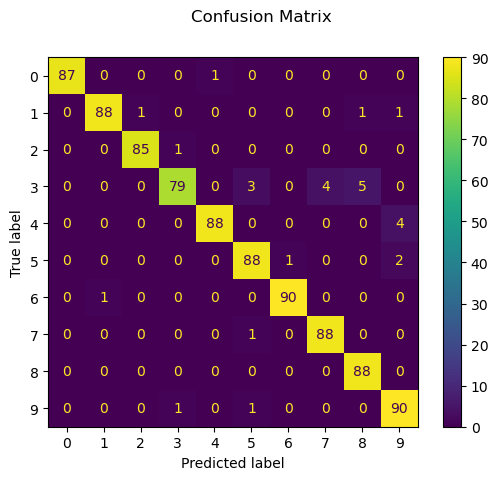 Confusion Matrix
0 87 0 0 0 1 0 0 0 0 0 90
1 0 88 1 0 0 0 0 0 1 1 80
2 0 0 85 1 0 0 0 0 0 0 70
3 0 0 0 79 0 3 0 4 5 0 60
4 0 0 0 0 88 0 0 0 0 4 50
5 0 0 0 0 0 88 1 0 0 2 40
6 0 1 0 0 0 0 90 0 0 0 30
7 0 0 0 0 0 1 0 88 0 0 20
8 0 0 0 0 0 0 0 0 88 0 10
9 0 0 0 1 0 1 0 0 0 90 0
0 1 2 3 4 5 6 7 8 9
True label
Predicted label